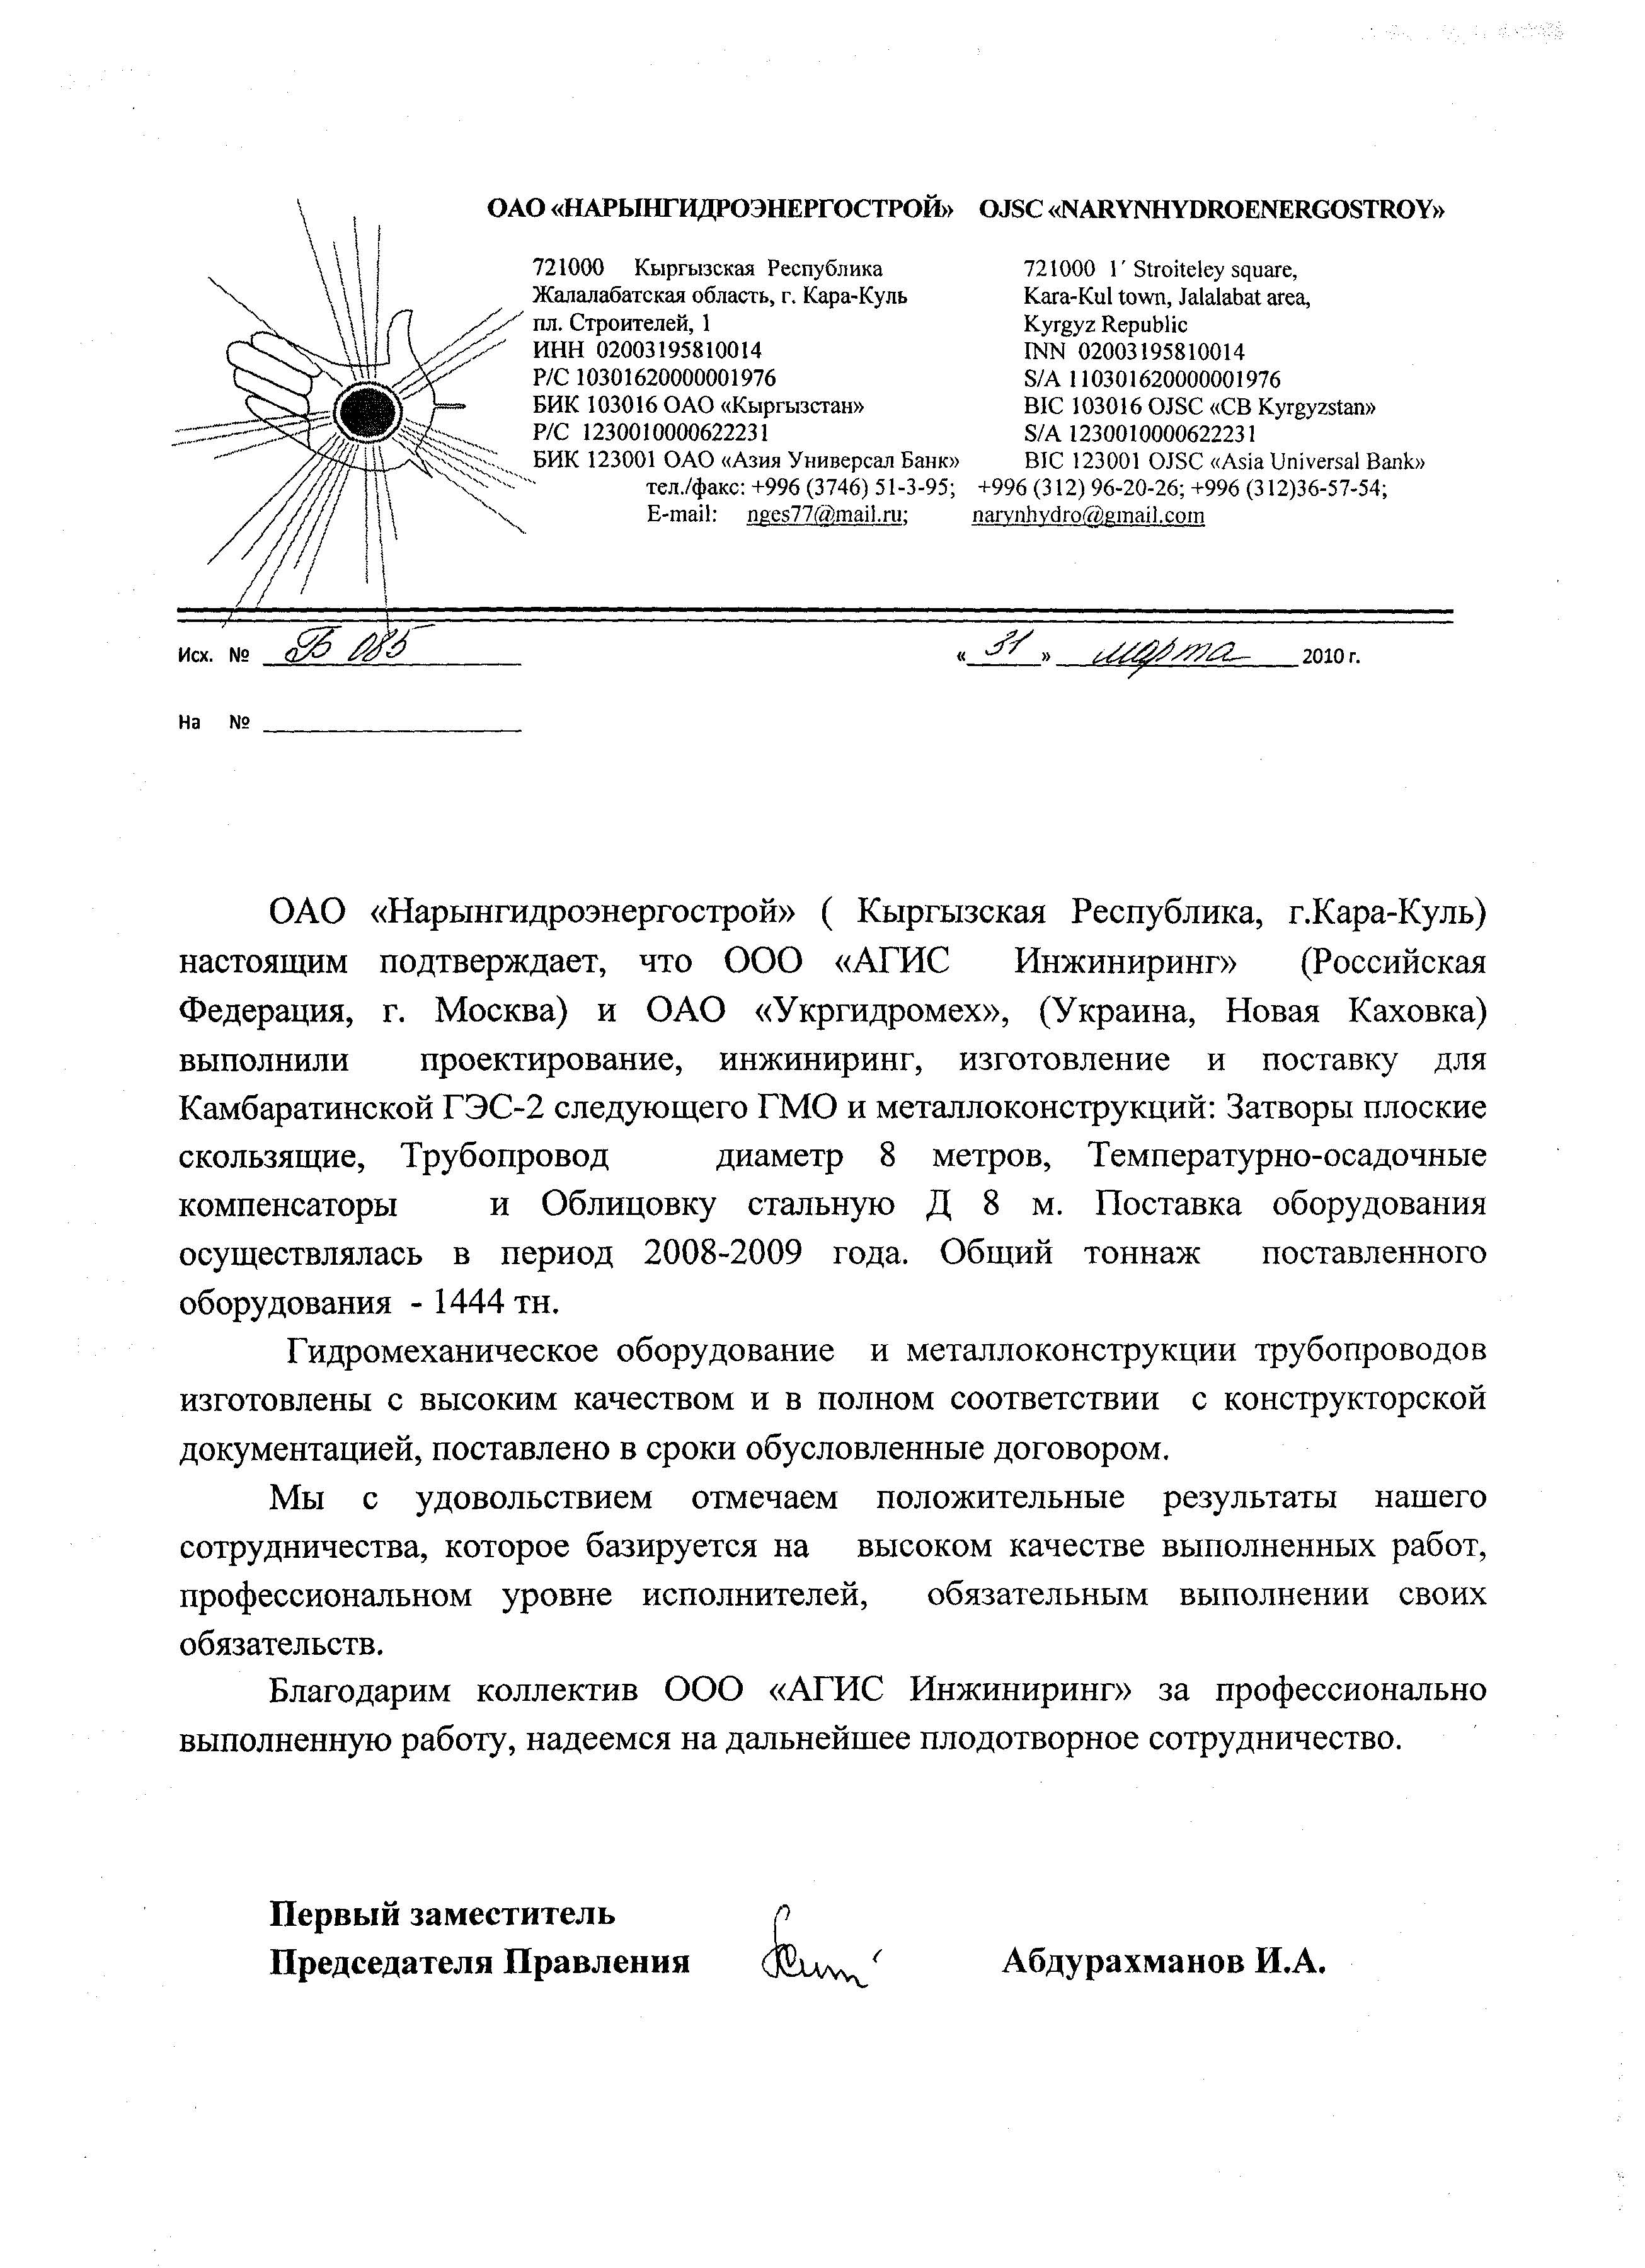 ОАО «НАРЫНГИДРОЭНЕРГОСТРОЙ» OJSC «NARYNHYDROENERGOSTROY»
721000 Кыргызская Республика
Жалалабатская область, г. Кара-Куль
пл. Строителей, 1
ИНН 02003195810014
Р/С 10301620000001976
БИК 103016 ОАО «Кыргызстан»
Р/С 1230010000622231
БИК 123001 ОАО «Азия Универсал Банк»
721000 1′ Stroiteley square,
Kara-Kul town, Jalalabat area,
Kyrgyz Republic
INN 02003195810014
S/A 110301620000001976
BIC 103016 OJSC «CB Kyrgyzstan»
S/A 1230010000622231
BIC 123001 OJSC «Asia Universal Bank»
тел./факс: +996 (3746) 51-3-95; +996 (312) 96-20-26; +996 (312)36-57-54;
E-mail: nges77@mail.ru; narynhydro@gmail.com
Исх. № 085 « 31 » марта 2010 г.
На №
ОАО «Нарынгидроэнергострой» ( Кыргызская Республика, г.Кара-Куль)
настоящим подтверждает, что ООО «АГИС Инжиниринг» (Российская
Федерация, г. Москва) и ОАО «Укргидромех», (Украина, Новая Каховка)
выполнили проектирование, инжиниринг, изготовление и поставку для
Камбаратинской ГЭС-2 следующего ГМО и металлоконструкций: Затворы плоские
скользящие, Трубопровод диаметр 8 метров, Температурно-осадочные
компенсаторы и Облицовку стальную Д 8 м. Поставка оборудования
осуществлялась в период 2008-2009 года. Общий тоннаж поставленного
оборудования - 1444 тн.
Гидромеханическое оборудование и металлоконструкции трубопроводов
изготовлены с высоким качеством и в полном соответствии с конструкторской
документацией, поставлено в сроки обусловленные договором.
Мы с удовольствием отмечаем положительные результаты нашего
сотрудничества, которое базируется на высоком качестве выполненных работ,
профессиональном уровне исполнителей, обязательным выполнении своих
обязательств.
Благодарим коллектив ООО «АГИС Инжиниринг» за профессионально
выполненную работу, надеемся на дальнейшее плодотворное сотрудничество.
Первый заместитель
Председателя Правления Абдурахманов И.А.